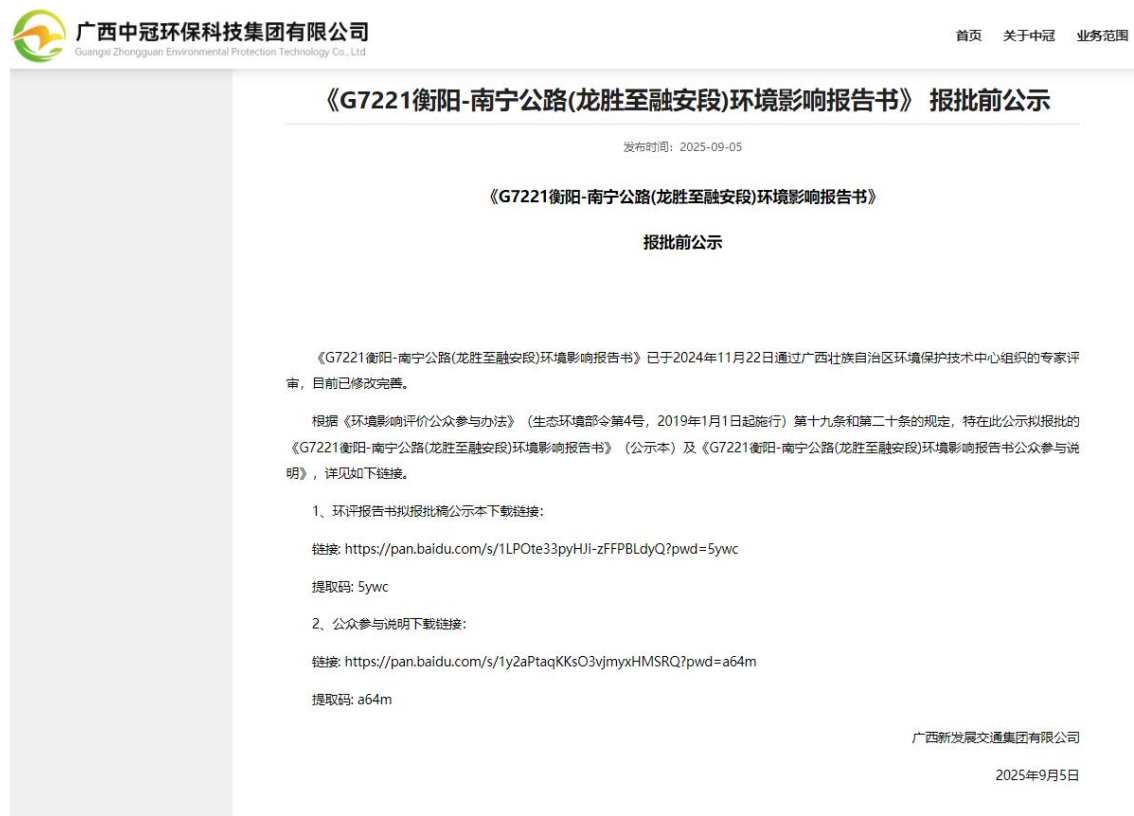 广西中冠环保科技集团有限公司
Guangxi Zhongguan Environmental Protection Technology Co., Ltd
首页 关于中冠 业务范围
《G7221衡阳-南宁公路(龙胜至融安段)环境影响报告书》 报批前公示
发布时间：2025-09-05
《G7221衡阳-南宁公路(龙胜至融安段)环境影响报告书》
报批前公示
《G7221衡阳-南宁公路(龙胜至融安段)环境影响报告书》已于2024年11月22日通过广西壮族自治区环境保护技术中心组织的专家评
审，目前已修改完善。
根据《环境影响评价公众参与办法》（生态环境部令第4号，2019年1月1日起施行）第十九条和第二十条的规定，特在此公示拟报批的
《G7221衡阳-南宁公路(龙胜至融安段)环境影响报告书》（公示本）及《G7221衡阳-南宁公路(龙胜至融安段)环境影响报告书公众参与说
明》，详见如下链接。
1、环评报告书拟报批稿公示本下载链接：
链接: https://pan.baidu.com/s/1LPOte33pyHJi-zFFPBLdyQ?pwd=5ywc
提取码: 5ywc
2、公众参与说明下载链接：
链接: https://pan.baidu.com/s/1y2aPtaqKKsO3vjmyxHMSRQ?pwd=a64m
提取码: a64m
广西新发展交通集团有限公司
2025年9月5日